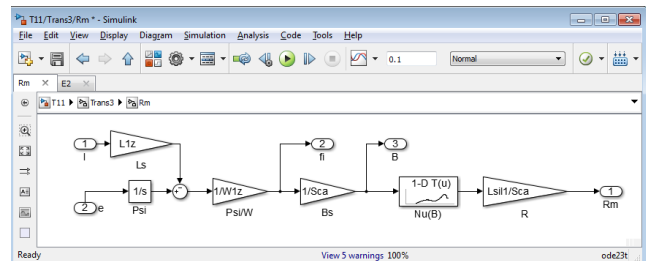 T11/Trans3/Rm * - Simulink
File Edit View Display Diagram Simulation Analysis Code Tools Help
0.1 Normal
Rm E2
T11 Trans3 Rm
1 L1z 2 3
I Ls fi B
1/s 1/W1z 1/Sca 1-D T(u) Lsil1/Sca 1
2 e Psi Psi/W Bs Nu(B) R Rm
Ready View 5 warnings 100% ode23t